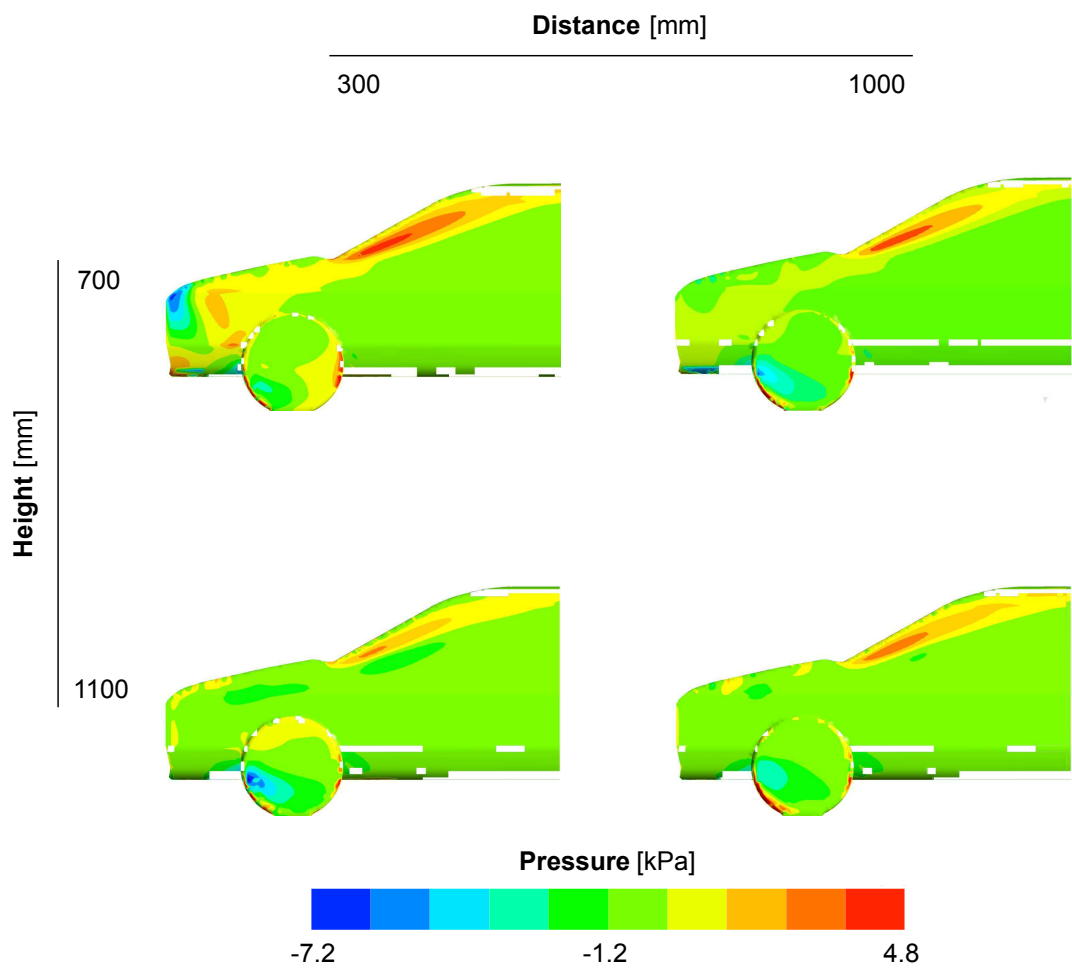 Distance [mm]
300 1000
700
Height [mm]
1100
Pressure [kPa]
-7.2 -1.2 4.8